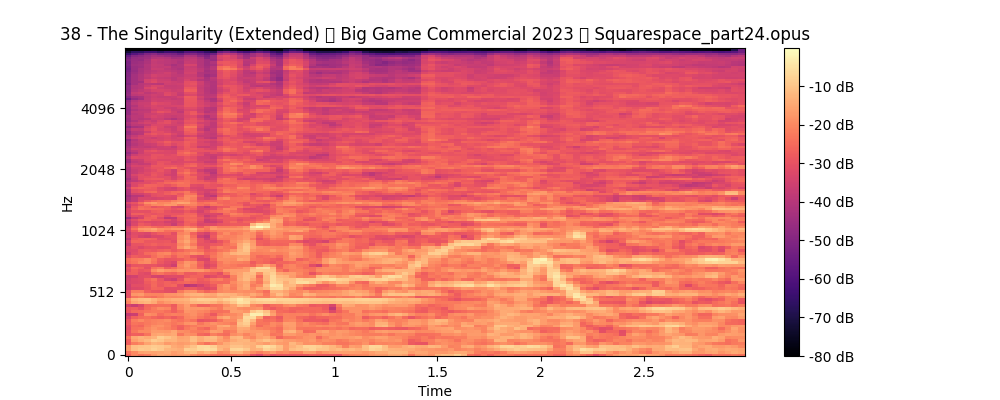 38 - The Singularity (Extended) ▯ Big Game Commercial 2023 ▯ Squarespace_part24.opus
Hz
4096
2048
1024
512
0
0
0.5
1
1.5
2
2.5
Time
-10 dB
-20 dB
-30 dB
-40 dB
-50 dB
-60 dB
-70 dB
-80 dB